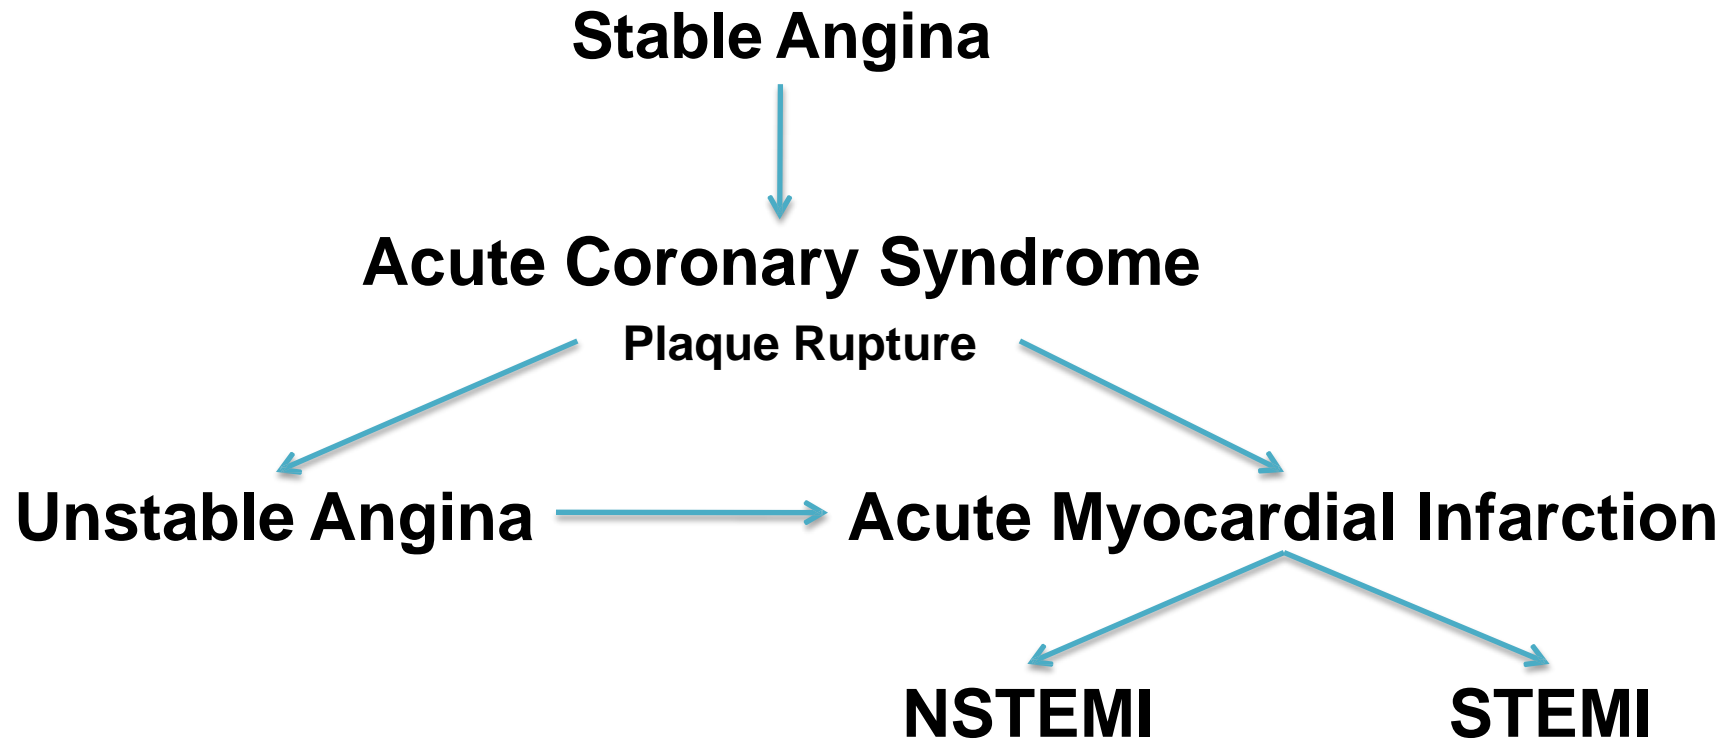 Stable Angina
Acute Coronary Syndrome
Plaque Rupture
Unstable Angina
Acute Myocardial Infarction
NSTEMI
STEMI